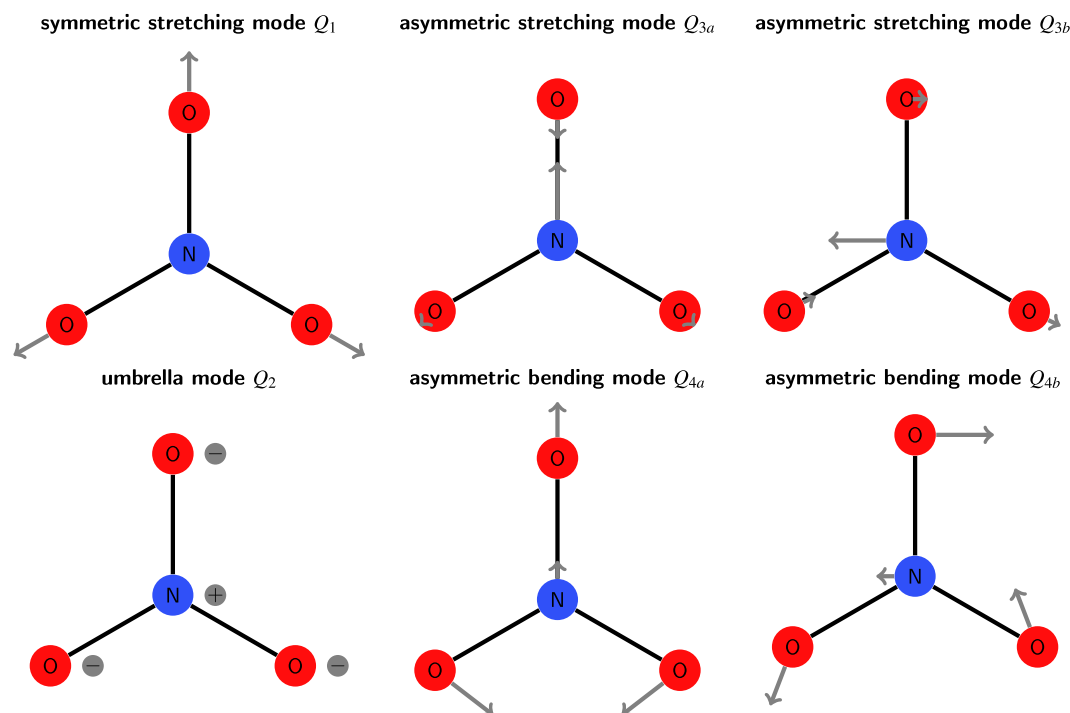 symmetric stretching mode Q1
asymmetric stretching mode Q3a
asymmetric stretching mode Q3b
O
N
O
O
O
N
O
O
O
N
O
O
umbrella mode Q2
asymmetric bending mode Q4a
asymmetric bending mode Q4b
O −
N +
O −
O −
O
N
O
O
O
N
O
O